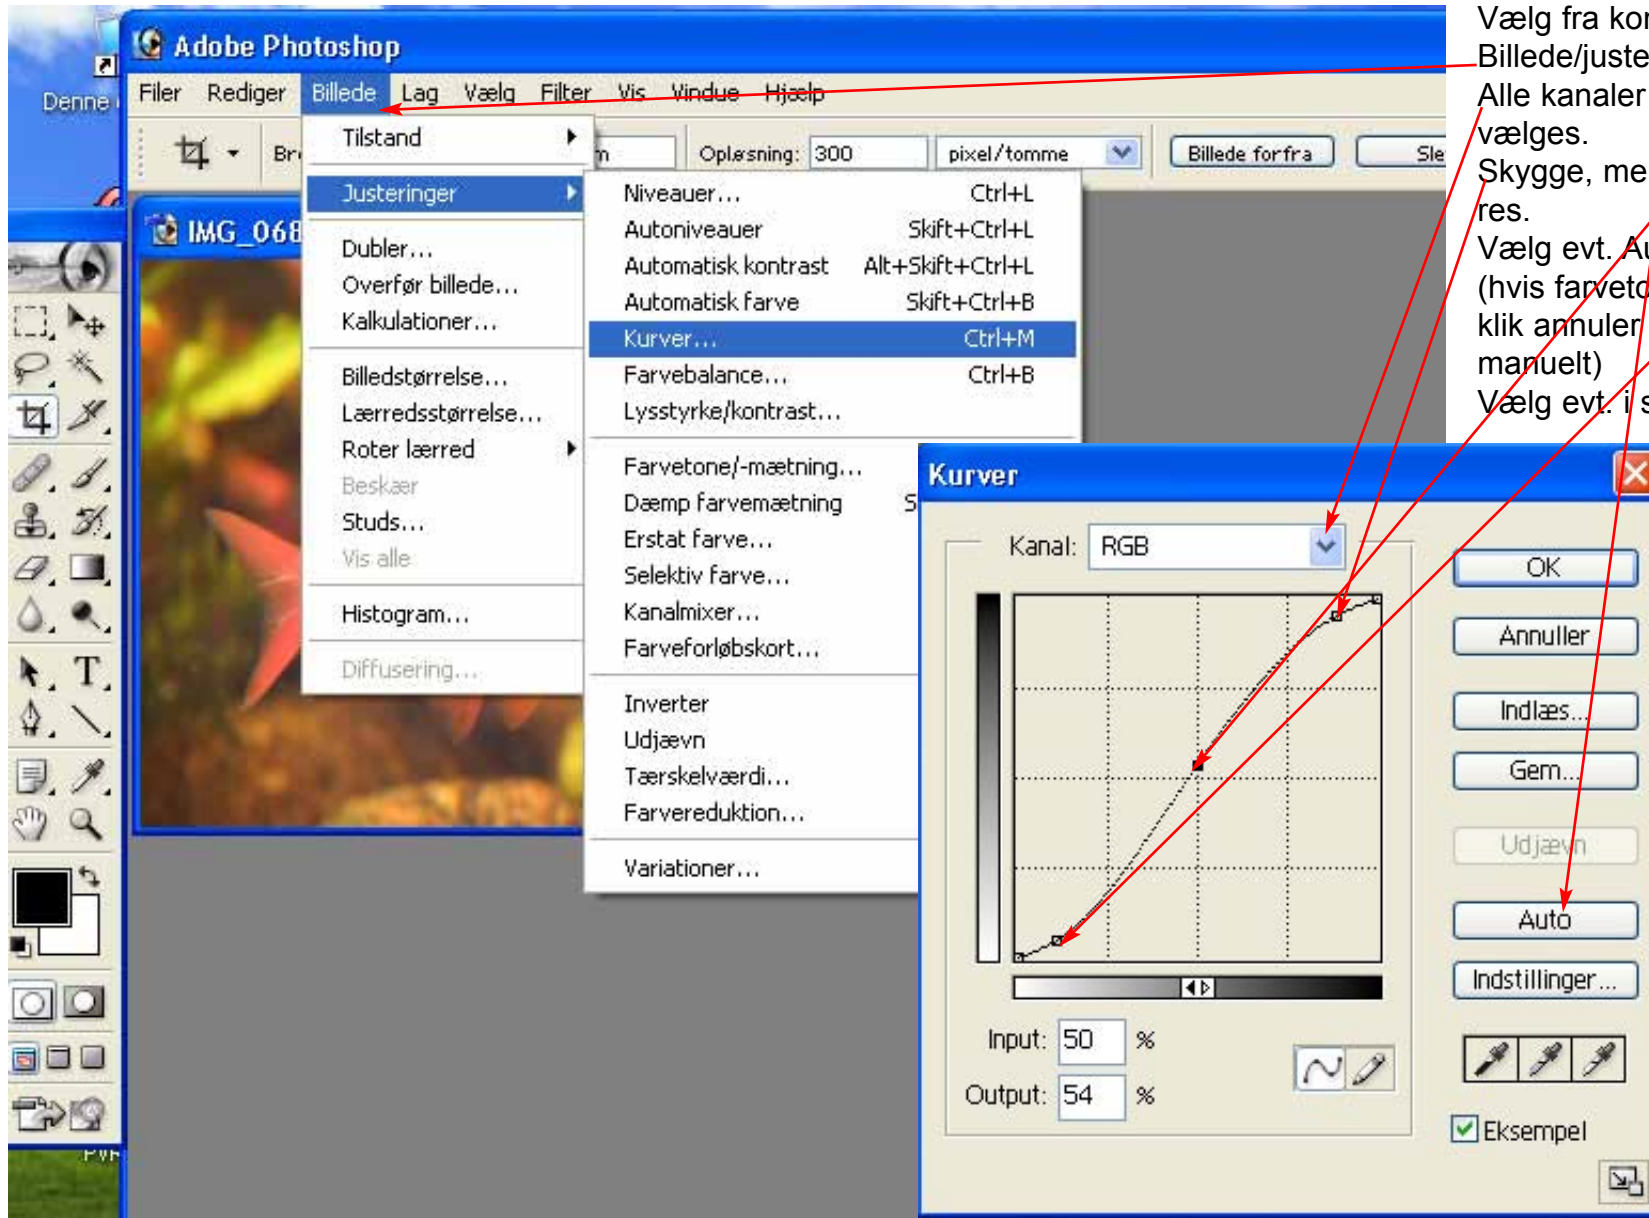 Adobe Photoshop
Denne
Filer Rediger Billede Lag Vælg Filter Vis Vindue Hjælp
Opløsning: 300 pixel/tomme Billede forfra
IMG_068
Tilstand
Justeringer
Dubler...
Overfør billede...
Kalkulationer...
Billedstørrelse...
Lærredsstørrelse...
Roter lærred
Beskær
Studs...
Vis alle
Histogram...
Diffusering...
Niveauer... Ctrl+L
Autoniveauer Skift+Ctrl+L
Automatisk kontrast Alt+Skift+Ctrl+L
Automatisk farve Skift+Ctrl+B
Kurver... Ctrl+M
Farvebalance... Ctrl+B
Lysstyrke/kontrast...
Farvetone/-mætning...
Dæmp farvemætning S
Erstat farve...
Selektiv farve...
Kanalmixer...
Farveforløbskort...
Inverter
Udjævn
Tærskelværdi...
Farvereduktion...
Variationer...
Vælg fra kor
Billede/juste
Alle kanaler
vælges.
Skygge, me
res.
Vælg evt. Au
(hvis farveto
klik annuler
manuelt)
Vælg evt. i s
Kurver
Kanal: RGB
OK
Annuller
Indlæs...
Gem...
Udjævn
Auto
Indstillinger...
Input: 50 %
Output: 54 %
Eksempel
T